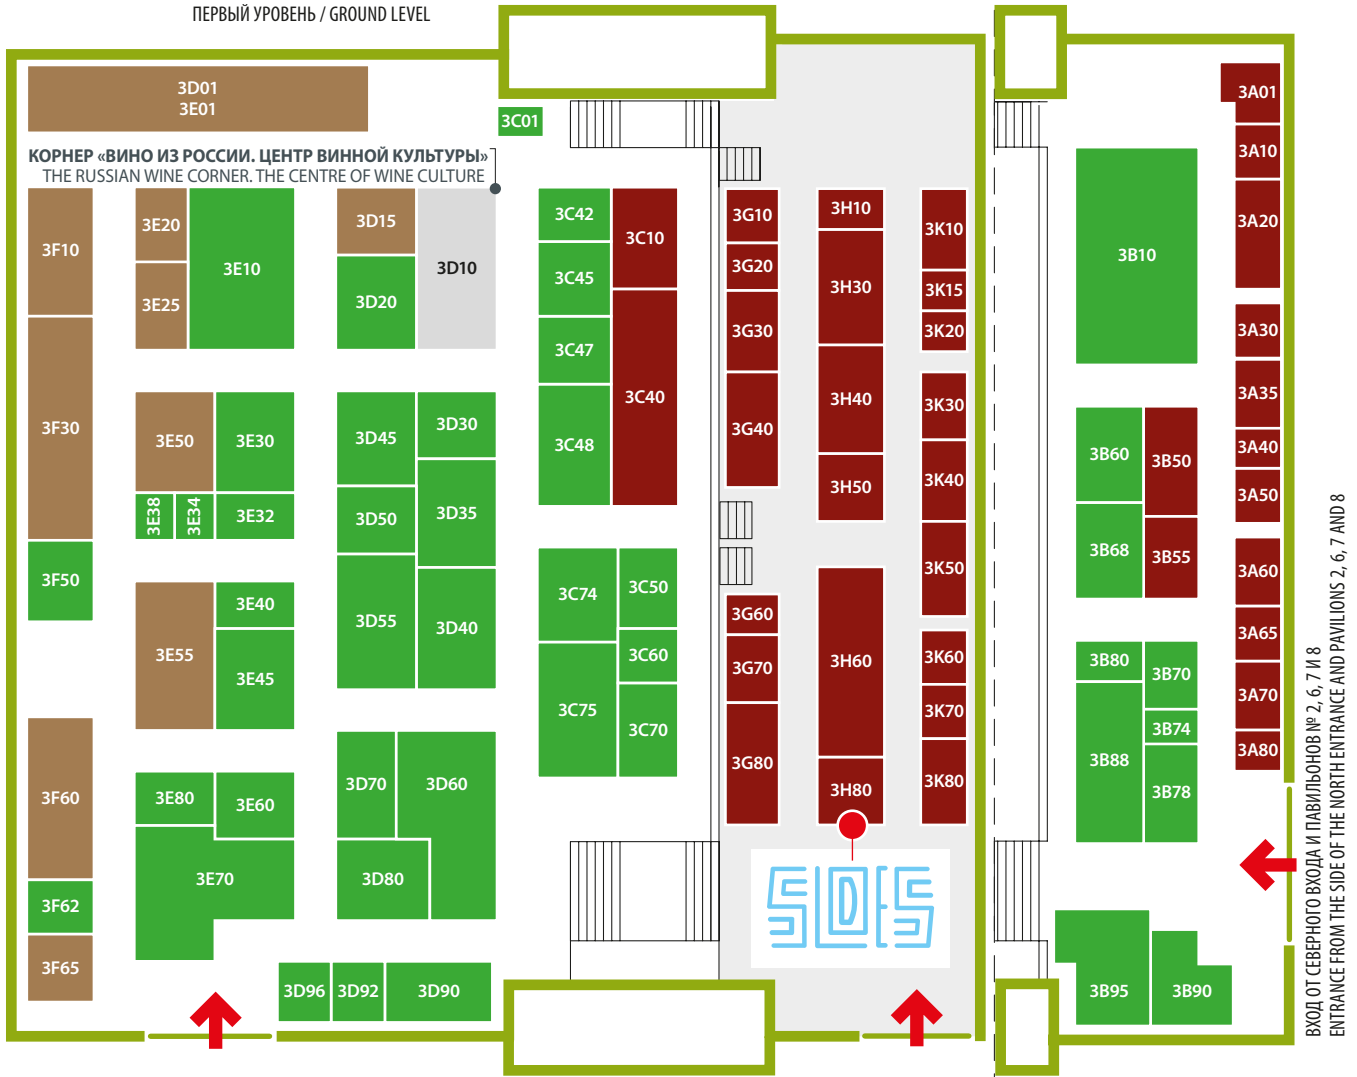 ПЕРВЫЙ УРОВЕНЬ / GROUND LEVEL
3D01
3E01
3C01
КОРНЕР «ВИНО ИЗ РОССИИ. ЦЕНТР ВИННОЙ КУЛЬТУРЫ»
THE RUSSIAN WINE CORNER. THE CENTRE OF WINE CULTURE
3F10
3F30
3F50
3F60
3F62
3F65
3E20
3E10
3E25
3E50
3E30
3E38
3E34
3E32
3E55
3E40
3E45
3E80
3E60
3E70
3D15
3D10
3D20
3D45
3D30
3D50
3D35
3D55
3D40
3D70
3D60
3D80
3D96
3D92
3D90
3C42
3C10
3C45
3C47
3C40
3C48
3C74
3C50
3C60
3C75
3C70
3G10
3G20
3G30
3G40
3G60
3G70
3G80
3H10
3H30
3H40
3H50
3H60
3H80
SDES
3K10
3K15
3K20
3K30
3K40
3K50
3K60
3K70
3K80
3B10
3B60
3B50
3B68
3B55
3B80
3B70
3B74
3B88
3B78
3B95
3B90
3A01
3A10
3A20
3A30
3A35
3A40
3A50
3A60
3A65
3A70
3A80
ВХОД ОТ СЕВЕРНОГО ВХОДА И ПАВИЛЬОНОВ № 2, 6, 7 И 8
ENTRANCE FROM THE SIDE OF THE NORTH ENTRANCE AND PAVILIONS 2, 6, 7 AND 8